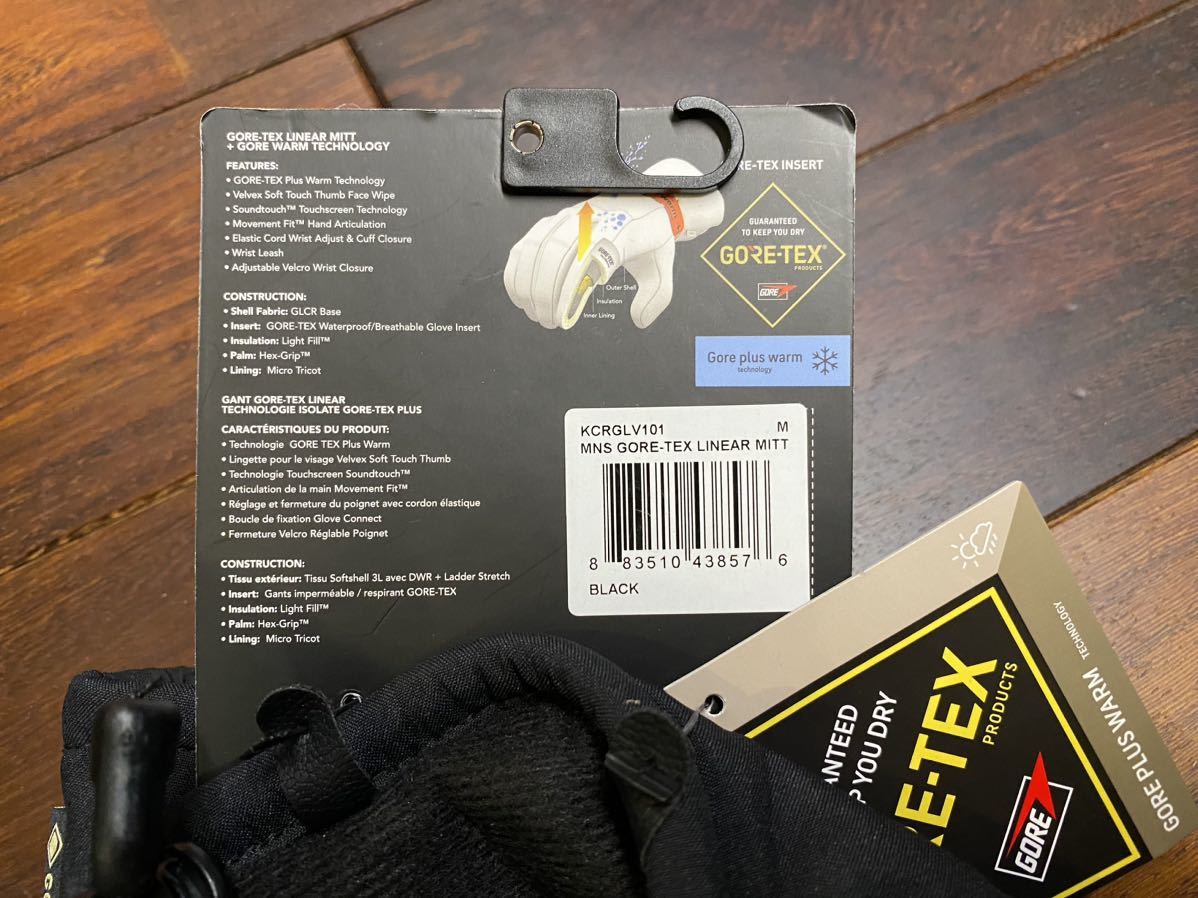 GORE-TEX LINEAR MITT
+ GORE WARM TECHNOLOGY
FEATURES:
• GORE-TEX Plus Warm Technology
• Velvex Soft Touch Thumb Face Wipe
• Soundtouch™ Touchscreen Technology
• Movement Fit™ Hand Articulation
• Elastic Cord Wrist Adjust & Cuff Closure
• Wrist Leash
• Adjustable Velcro Wrist Closure
CONSTRUCTION:
• Shell Fabric: GLCR Base
• Insert: GORE-TEX Waterproof/Breathable Glove Insert
• Insulation: Light Fill™
• Palm: Hex-Grip™
• Lining: Micro Tricot
GANT GORE-TEX LINEAR
TECHNOLOGIE ISOLATE GORE-TEX PLUS
CARACTÉRISTIQUES DU PRODUIT:
• Technologie GORE TEX Plus Warm
• Lingette pour le visage Velvex Soft Touch Thumb
• Technologie Touchscreen Soundtouch™
• Articulation de la main Movement Fit™
• Réglage et fermeture du poignet avec cordon élastique
• Boucle de fixation Glove Connect
• Fermeture Velcro Réglable Poignet
CONSTRUCTION:
• Tissu extérieur: Tissu Softshell 3L avec DWR + Ladder Stretch
• Insert: Gants imperméable / respirant GORE-TEX
• Insulation: Light Fill™
• Palm: Hex-Grip™
• Lining: Micro Tricot
RE-TEX INSERT
Outer Shell
Insulation
Inner Lining
GUARANTEED
TO KEEP YOU DRY
GORE-TEX®
PRODUCTS
GORE
Gore plus warm
technology
KCRGLV101 M
MNS GORE-TEX LINEAR MITT
8 83510 43857 6
BLACK
ANTEED
P YOU DRY
RE-TEX
PRODUCTS
GORE
GORE PLUS WARM TECHNOLOGY